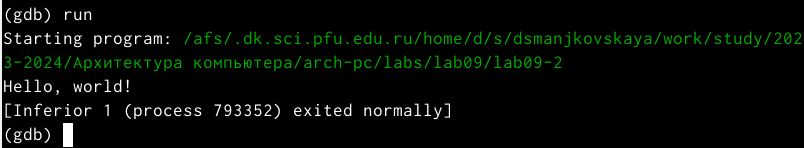 (gdb) run
Starting program: /afs/.dk.sci.pfu.edu.ru/home/d/s/dsmanjkovskaya/work/study/202
3-2024/Архитектура компьютера/arch-pc/labs/lab09/lab09-2
Hello, world!
[Inferior 1 (process 793352) exited normally]
(gdb)